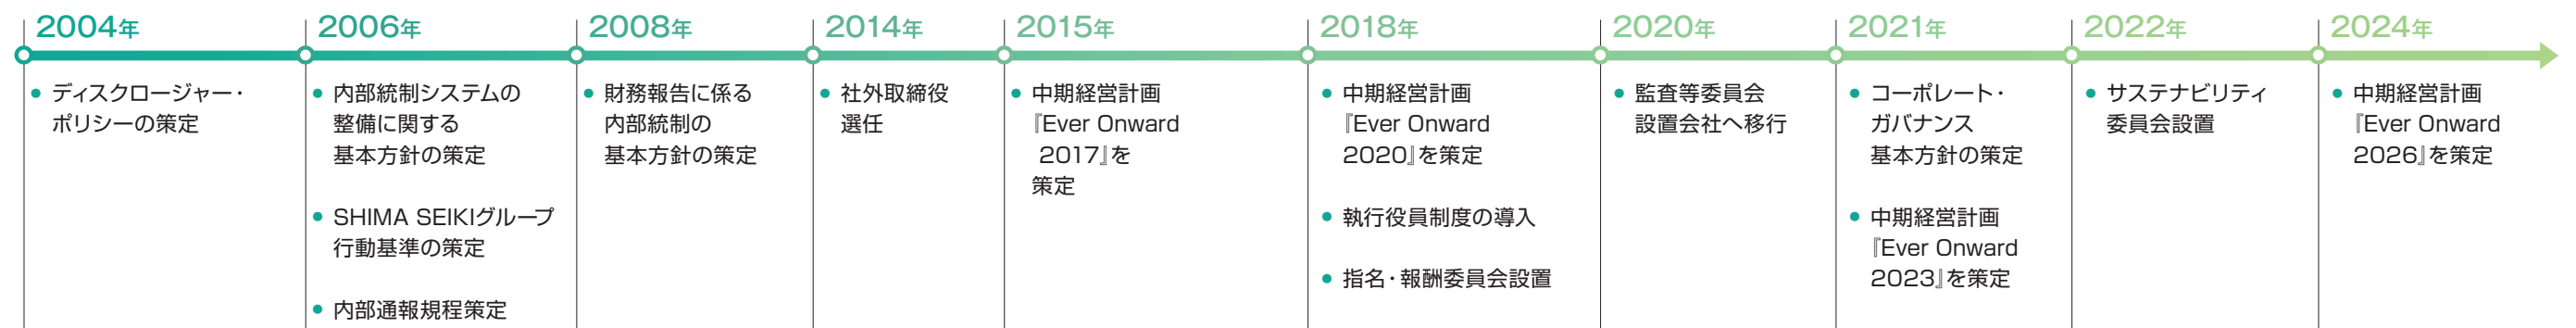 2004年
• ディスクロージャー・
ポリシーの策定
2006年
• 内部統制システムの
整備に関する
基本方針の策定
• SHIMA SEIKIグループ
行動基準の策定
• 内部通報規程策定
2008年
• 財務報告に係る
内部統制の
基本方針の策定
2014年
• 社外取締役
選任
2015年
• 中期経営計画
『Ever Onward
2017』を
策定
2018年
• 中期経営計画
『Ever Onward
2020』を策定
• 執行役員制度の導入
• 指名・報酬委員会設置
2020年
• 監査等委員会
設置会社へ移行
2021年
• コーポレート・
ガバナンス
基本方針の策定
• 中期経営計画
『Ever Onward
2023』を策定
2022年
• サステナビリティ
委員会設置
2024年
• 中期経営計画
『Ever Onward
2026』を策定